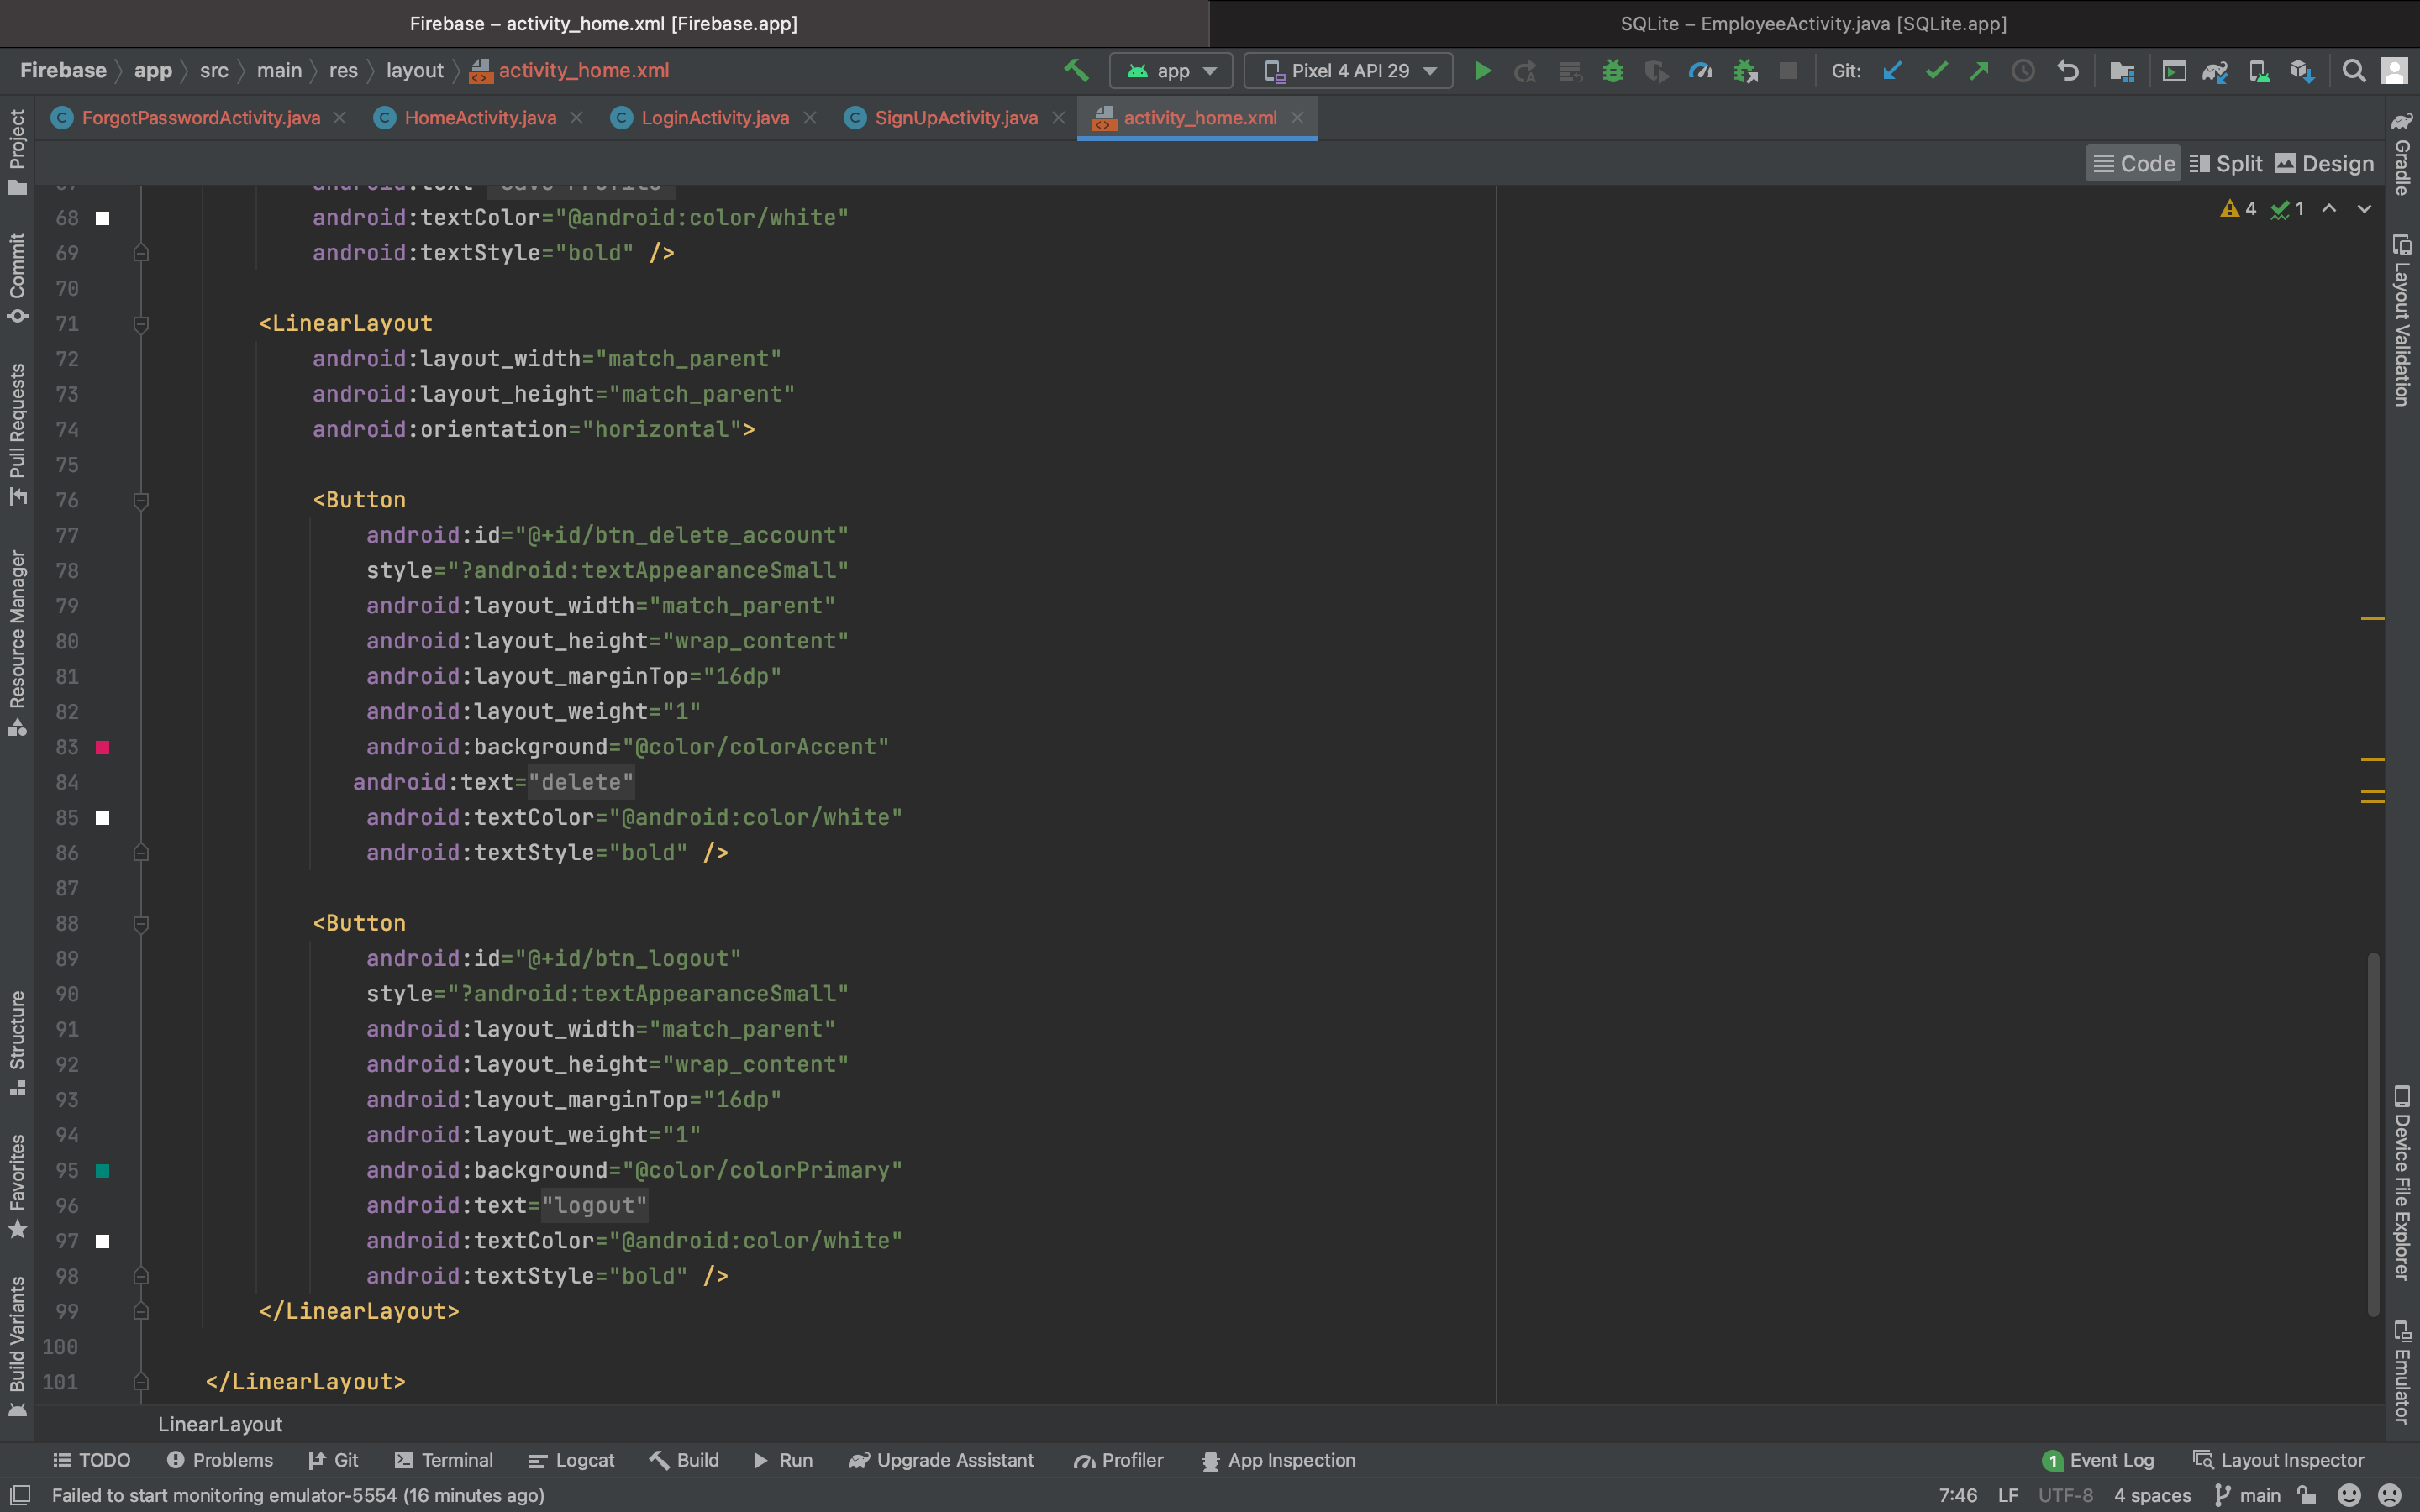 Firebase – activity_home.xml [Firebase.app]
SQLite – EmployeeActivity.java [SQLite.app]
Firebase app src main res layout activity_home.xml
app
Pixel 4 API 29
Git:
ForgotPasswordActivity.java
HomeActivity.java
LoginActivity.java
SignUpActivity.java
activity_home.xml
Code
Split
Design
4
1
68 android:textColor="@android:color/white"
69 android:textStyle="bold" />
70
71 <LinearLayout
72 android:layout_width="match_parent"
73 android:layout_height="match_parent"
74 android:orientation="horizontal">
75
76 <Button
77 android:id="@+id/btn_delete_account"
78 style="?android:textAppearanceSmall"
79 android:layout_width="match_parent"
80 android:layout_height="wrap_content"
81 android:layout_marginTop="16dp"
82 android:layout_weight="1"
83 android:background="@color/colorAccent"
84 android:text="delete"
85 android:textColor="@android:color/white"
86 android:textStyle="bold" />
87
88 <Button
89 android:id="@+id/btn_logout"
90 style="?android:textAppearanceSmall"
91 android:layout_width="match_parent"
92 android:layout_height="wrap_content"
93 android:layout_marginTop="16dp"
94 android:layout_weight="1"
95 android:background="@color/colorPrimary"
96 android:text="logout"
97 android:textColor="@android:color/white"
98 android:textStyle="bold" />
99 </LinearLayout>
100
101 </LinearLayout>
Project
Commit
Pull Requests
Resource Manager
Structure
Favorites
Build Variants
Gradle
Layout Validation
Device File Explorer
Emulator
LinearLayout
TODO
Problems
Git
Terminal
Logcat
Build
Run
Upgrade Assistant
Profiler
App Inspection
1 Event Log
Layout Inspector
Failed to start monitoring emulator-5554 (16 minutes ago)
7:46
LF
UTF-8
4 spaces
main